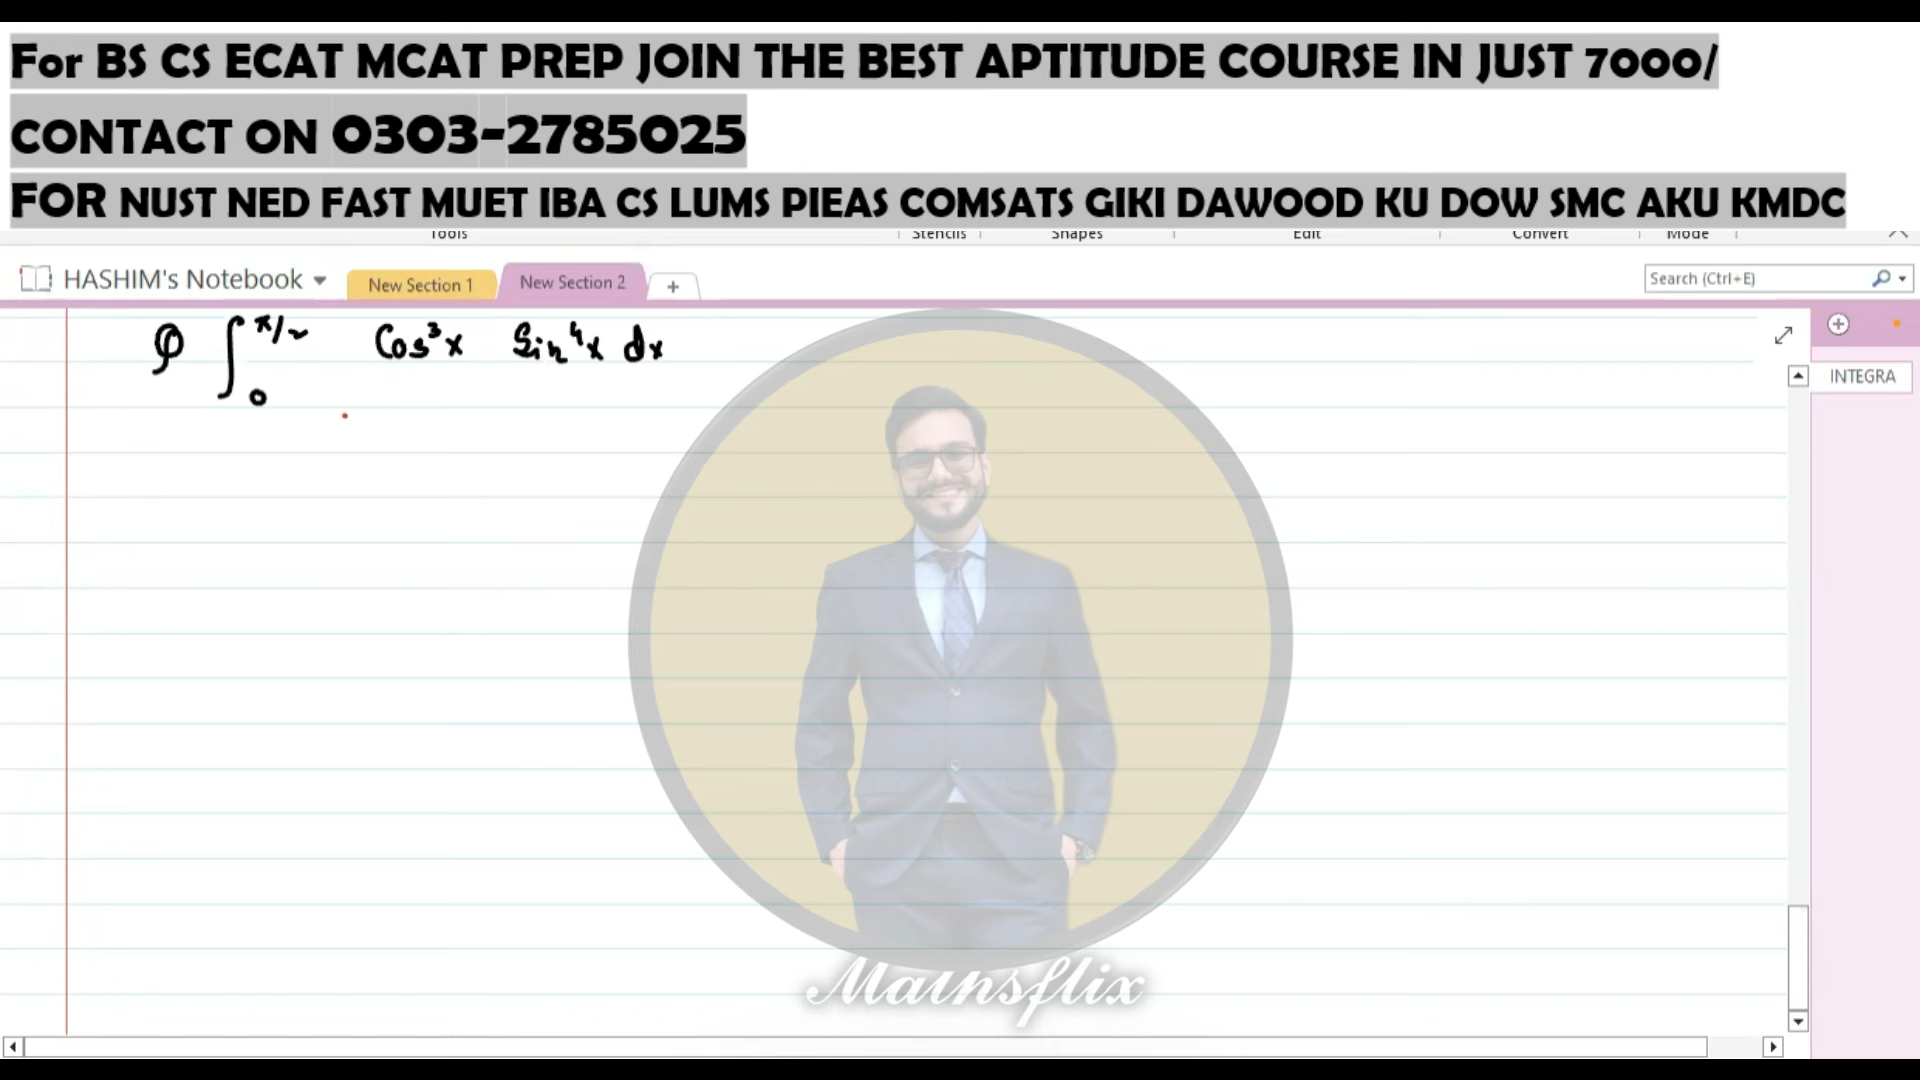 For BS CS ECAT MCAT PREP JOIN THE BEST APTITUDE COURSE IN JUST 7000/
CONTACT ON 0303-2785025
FOR NUST NED FAST MUET IBA CS LUMS PIEAS COMSATS GIKI DAWOOD KU DOW SMC AKU KMDC
Tools Stencils Shapes Edit Convert Mode
HASHIM's Notebook New Section 1 New Section 2 + Search (Ctrl+E)
Q ∫₀^π/2 Cos³x Sin⁴x dx
INTEGRA
Mainsflix